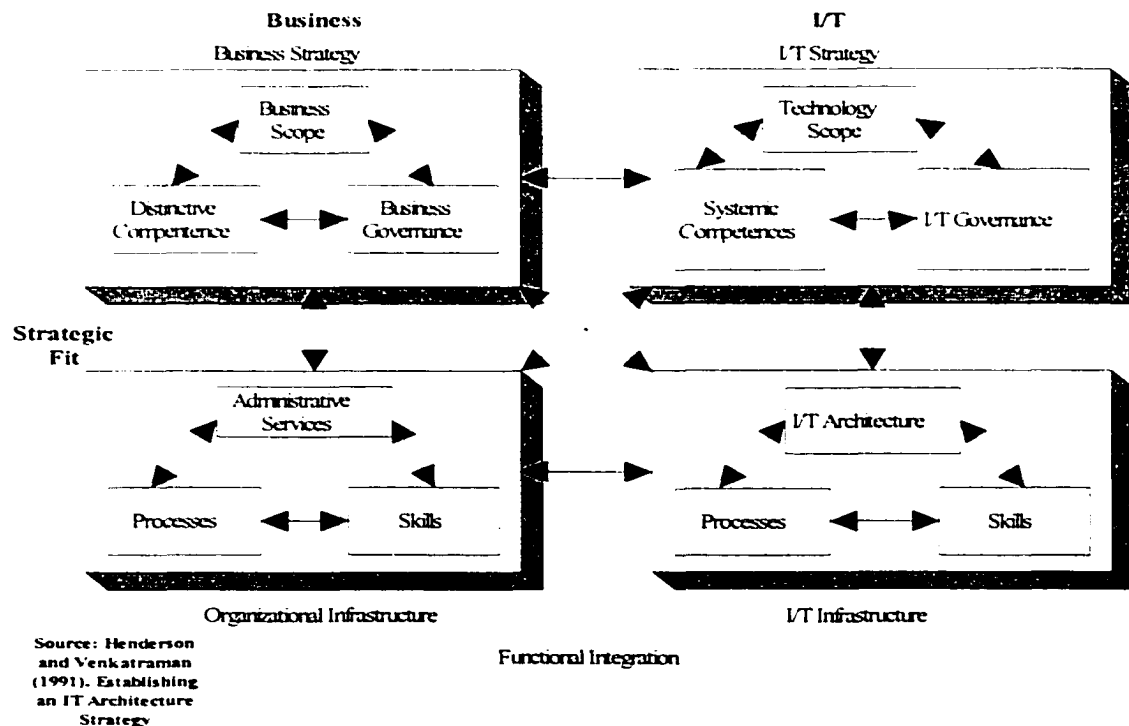 Business
I/T
Business Strategy
I/T Strategy
Business
Scope
Technology
Scope
Distinctive
Compentence
Business
Governance
Systemic
Competences
I/T Governance
Strategic
Fit
Administrative
Services
I/T Architecture
Processes
Skills
Processes
Skills
Organizational Infrastructure
I/T Infrastructure
Functional Integration
Source: Henderson
and Venkatraman
(1991). Establishing
an IT Architecture
Strategy